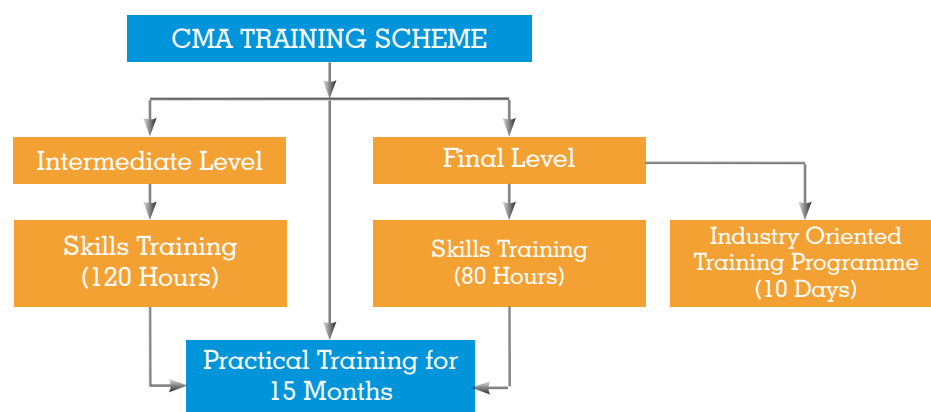 CMA TRAINING SCHEME
Intermediate Level
Final Level
Skills Training
(120 Hours)
Skills Training
(80 Hours)
Industry Oriented
Training Programme
(10 Days)
Practical Training for
15 Months